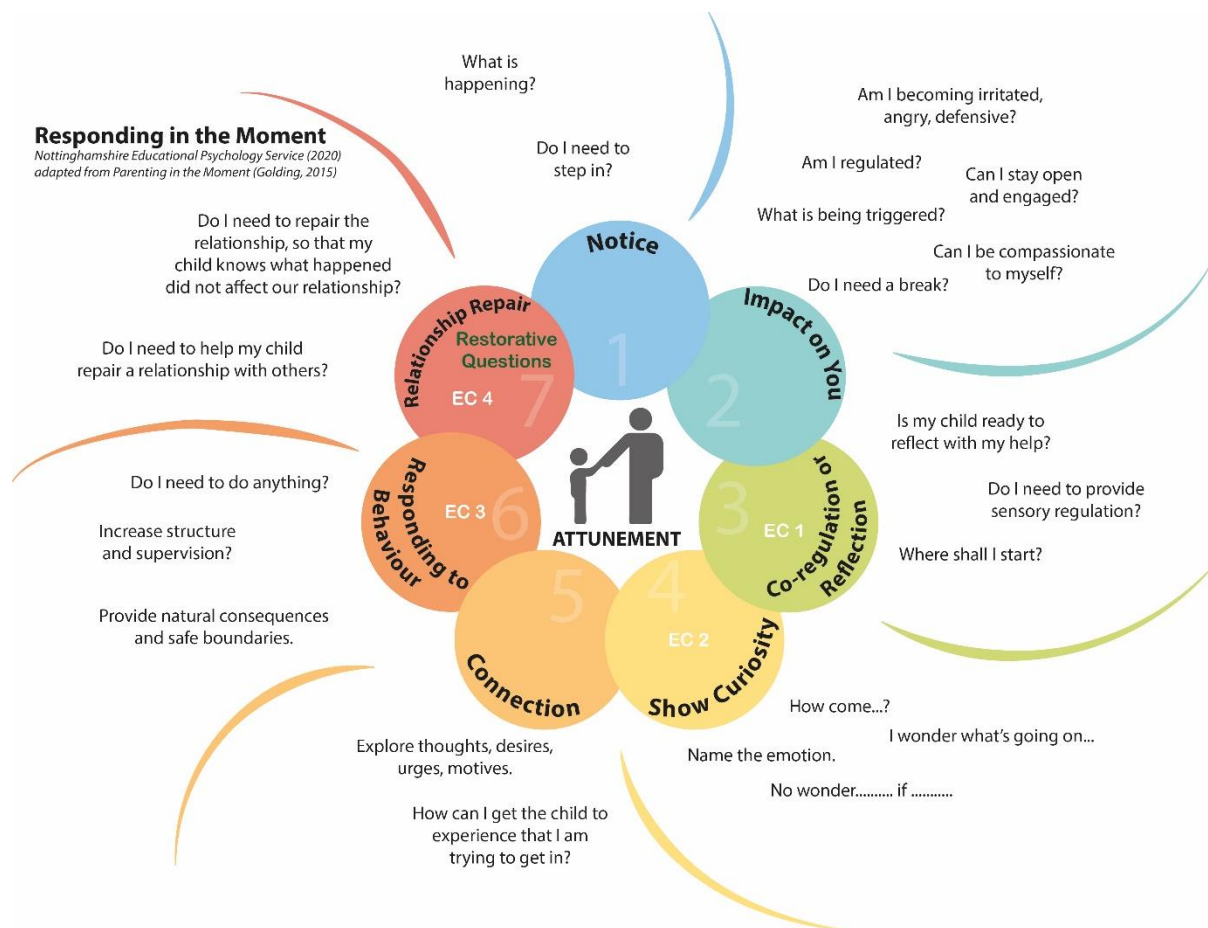 Responding in the Moment
Nottinghamshire Educational Psychology Service (2020)
adapted from Parenting in the Moment (Golding, 2015)
What is
happening?
Do I need to
step in?
Notice
1
Am I becoming irritated,
angry, defensive?
Am I regulated?
Can I stay open
and engaged?
What is being triggered?
Can I be compassionate
to myself?
Do I need a break?
Impact on You
2
Is my child ready to
reflect with my help?
Do I need to provide
sensory regulation?
Where shall I start?
Co-regulation or
Reflection
EC 1
3
How come...?
I wonder what's going on...
Name the emotion.
No wonder.......... if ...........
Show Curiosity
EC 2
4
Explore thoughts, desires,
urges, motives.
How can I get the child to
experience that I am
trying to get in?
Connection
5
Do I need to do anything?
Increase structure
and supervision?
Provide natural consequences
and safe boundaries.
Responding to
Behaviour
EC 3
6
Do I need to repair the
relationship, so that my
child knows what happened
did not affect our relationship?
Do I need to help my child
repair a relationship with others?
Relationship Repair
Restorative
Questions
EC 4
7
ATTUNEMENT